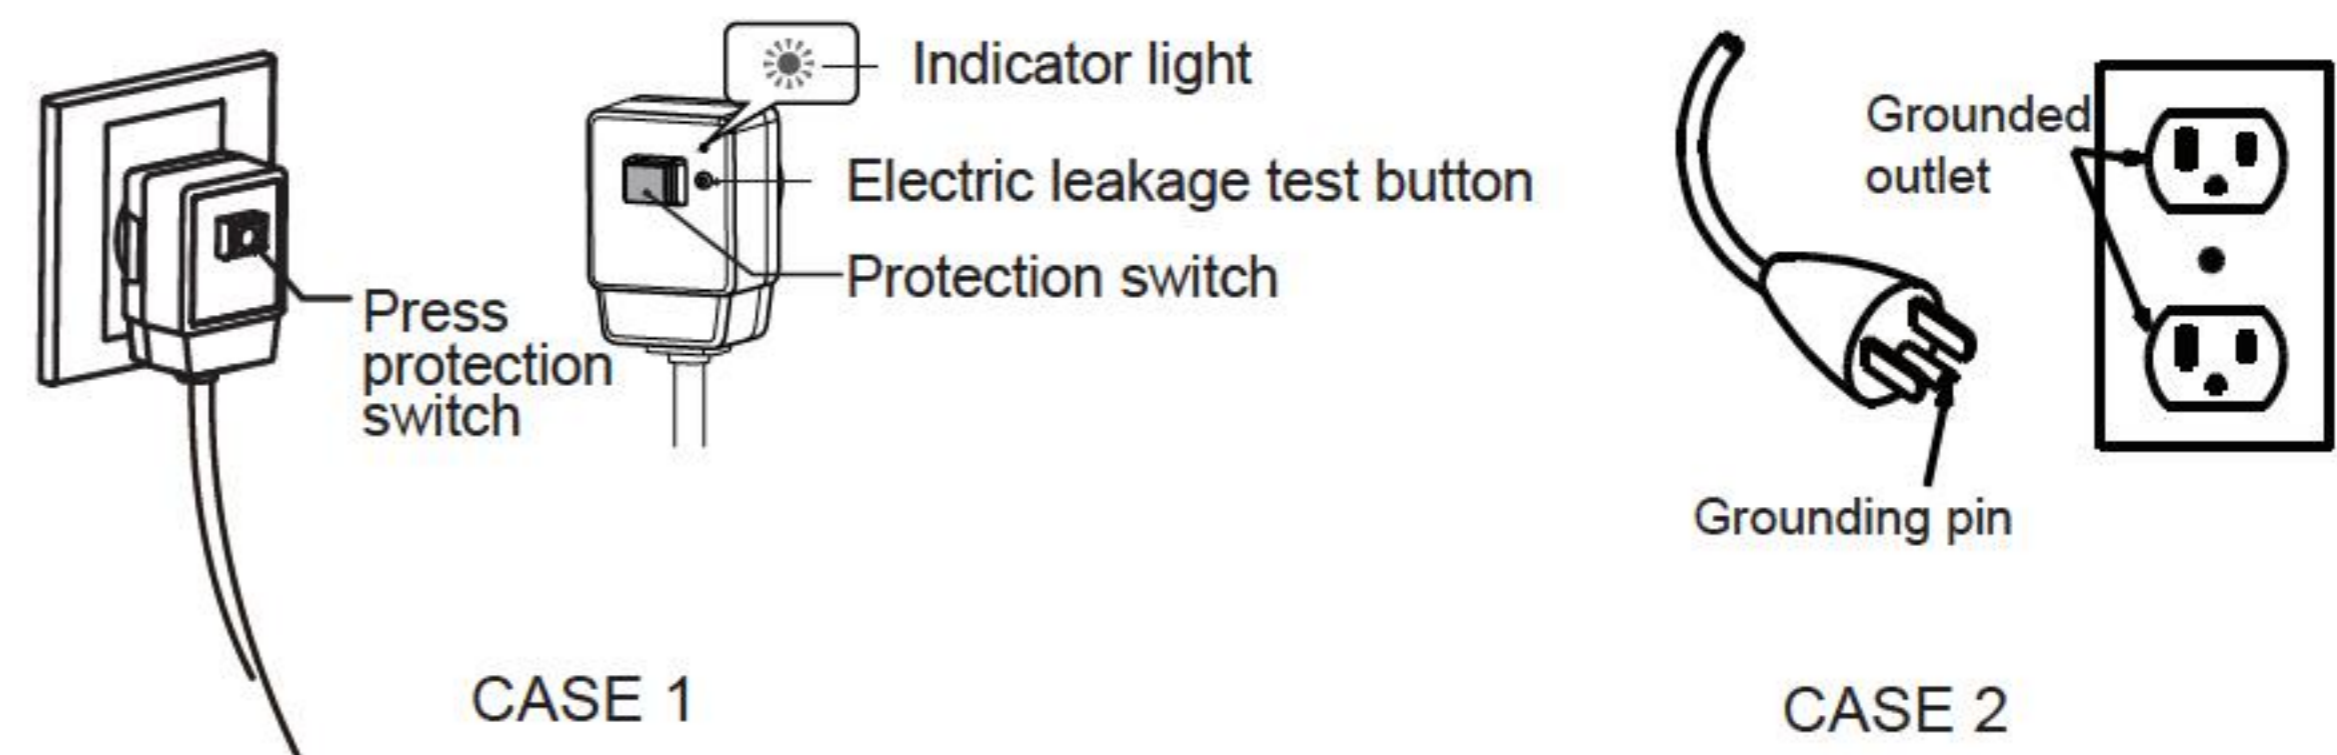 Indicator light
Electric leakage test button
Protection switch
Press
protection
switch
CASE 1
Grounded
outlet
Grounding pin
CASE 2